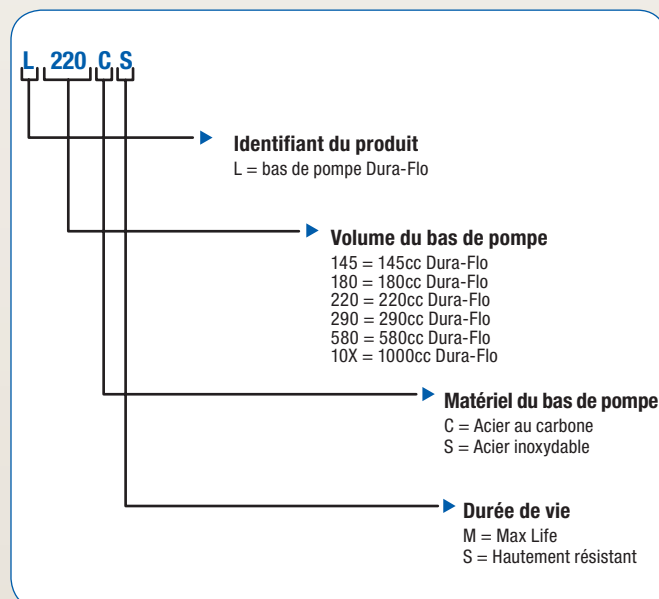 L 220 C S
Identifiant du produit
L = bas de pompe Dura-Flo
Volume du bas de pompe
145 = 145cc Dura-Flo
180 = 180cc Dura-Flo
220 = 220cc Dura-Flo
290 = 290cc Dura-Flo
580 = 580cc Dura-Flo
10X = 1000cc Dura-Flo
Matériel du bas de pompe
C = Acier au carbone
S = Acier inoxydable
Durée de vie
M = Max Life
S = Hautement résistant